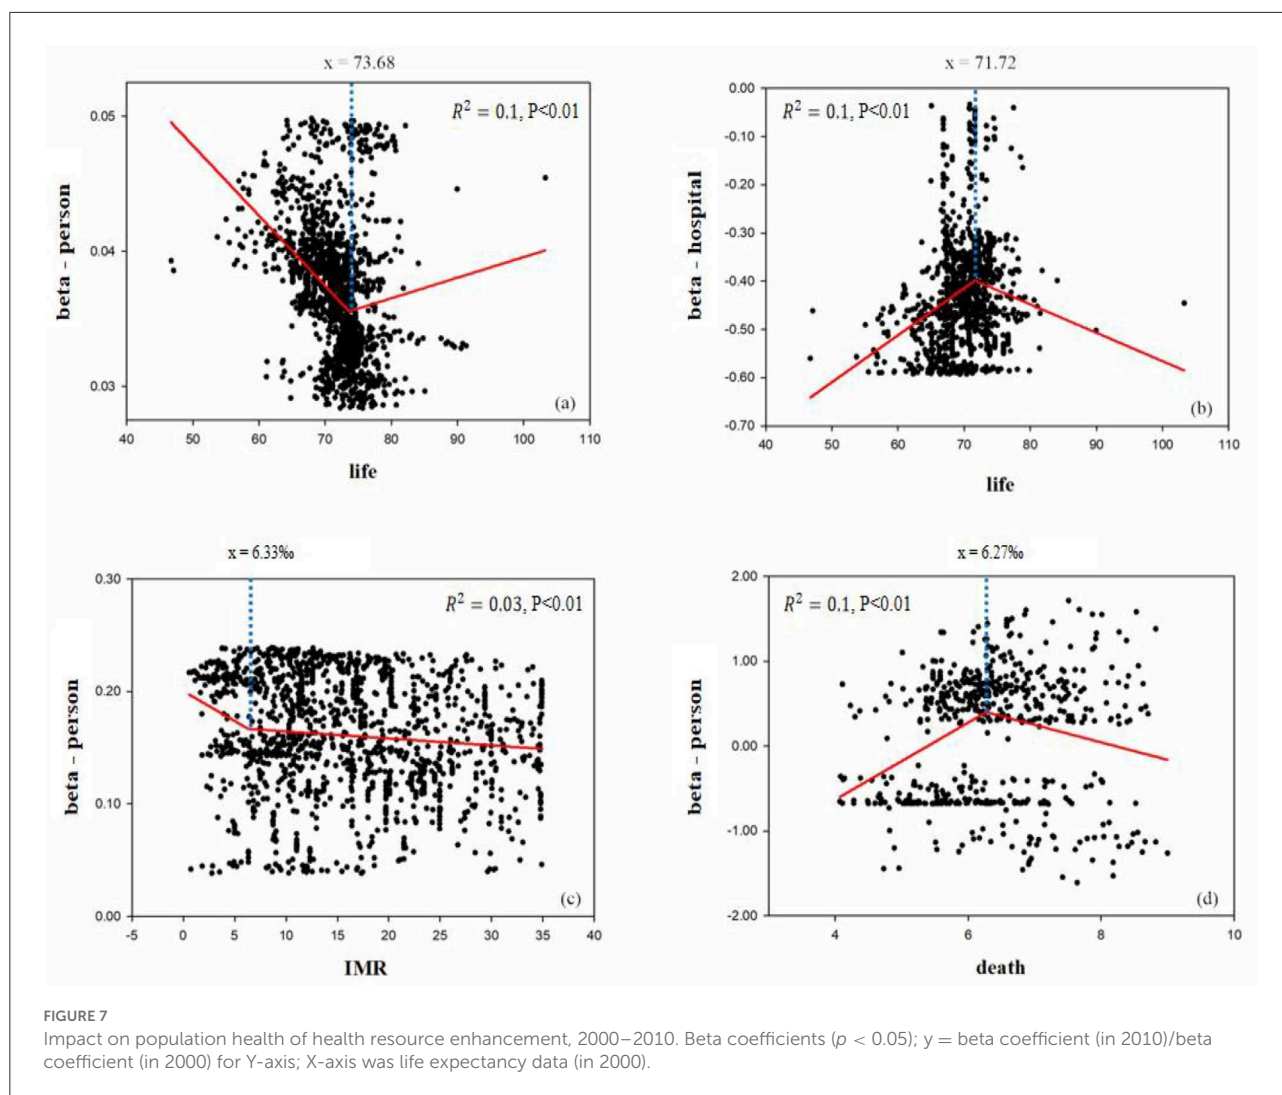 x = 73.68
R² = 0.1, P<0.01
0.05
0.04
0.03
beta - person
(a)
40 50 60 70 80 90 100 110
life
x = 71.72
R² = 0.1, P<0.01
0.00
-0.10
-0.20
-0.30
-0.40
-0.50
-0.60
-0.70
beta - hospital
(b)
40 50 60 70 80 90 100 110
life
x = 6.33‰
R² = 0.03, P<0.01
0.30
0.20
0.10
0.00
beta - person
(c)
-5 0 5 10 15 20 25 30 35 40
IMR
x = 6.27‰
R² = 0.1, P<0.01
2.00
1.00
0.00
-1.00
-2.00
beta - person
(d)
4 6 8 10
death
FIGURE 7
Impact on population health of health resource enhancement, 2000–2010. Beta coefficients (p < 0.05); y = beta coefficient (in 2010)/beta
coefficient (in 2000) for Y-axis; X-axis was life expectancy data (in 2000).